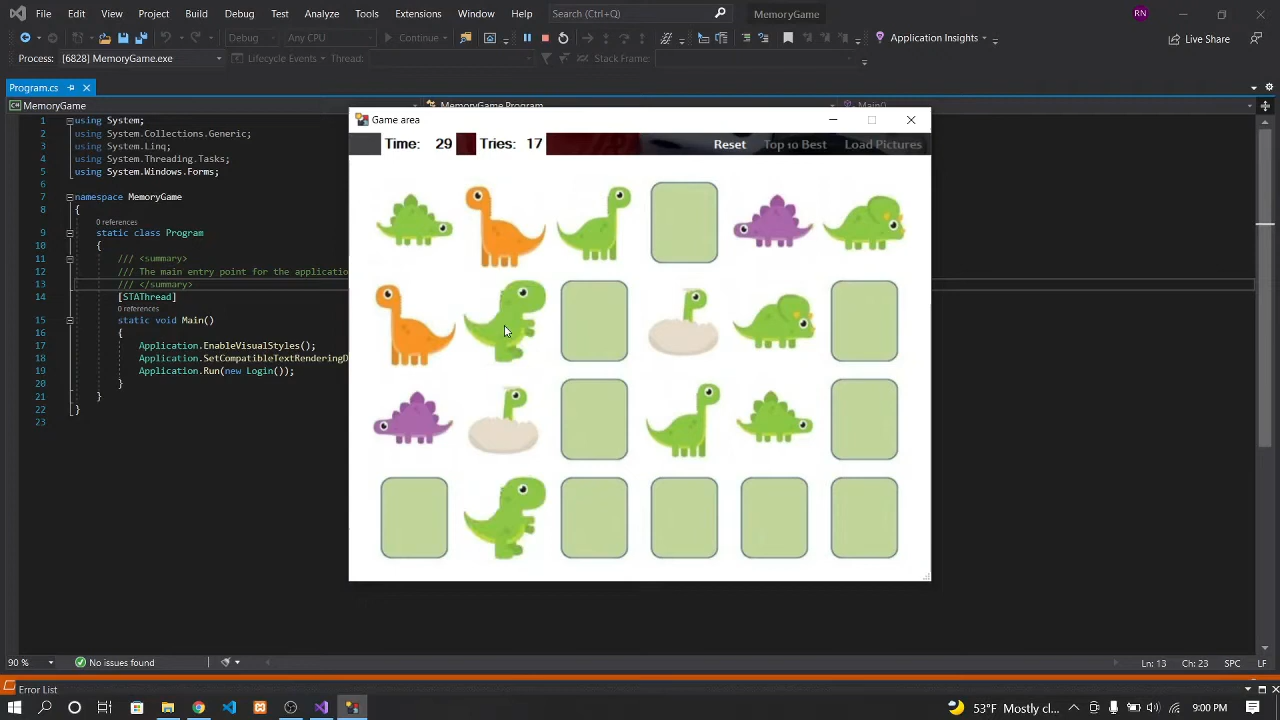 File Edit View Git Project Build Debug Test Analyze Tools Extensions Window Help Search (Ctrl+Q) MemoryGame RN
Debug Any CPU Continue Application Insights Live Share
Process: [6828] MemoryGame.exe Lifecycle Events Thread: Stack Frame:
Program.cs
MemoryGame MemoryGame.Program Main()
Game area
Time: 29 Tries: 17 Reset Top 10 Best Load Pictures
1 using System;
2 using System.Collections.Generic;
3 using System.Linq;
4 using System.Threading.Tasks;
5 using System.Windows.Forms;
6
7 namespace MemoryGame
8 {
0 references
9 static class Program
10 {
11 /// <summary>
12 /// The main entry point for the application
13 /// </summary>
14 [STAThread]
0 references
15 static void Main()
16 {
17 Application.EnableVisualStyles();
18 Application.SetCompatibleTextRenderingD
19 Application.Run(new Login());
20 }
21 }
22 }
23
90 % No issues found Ln: 13 Ch: 23 SPC LF
Error List
53°F Mostly cl... 9:00 PM